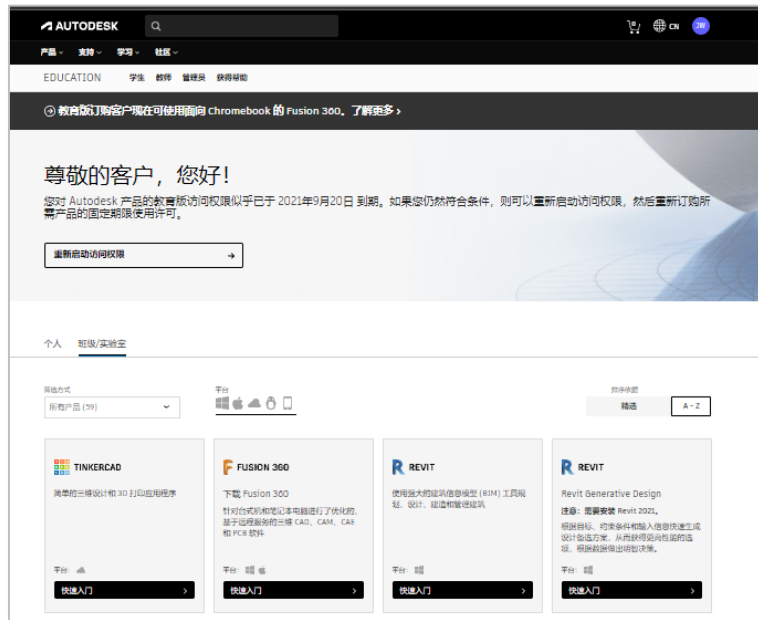 AUTODESK
CN
JW
产品 支持 学习 社区
EDUCATION 学生 教师 管理员 获得帮助
教育版订购客户现在可使用面向 Chromebook 的 Fusion 360。了解更多 >
尊敬的客户，您好！
您对 Autodesk 产品的教育版访问权限似乎已于 2021年9月20日 到期。如果您仍然符合条件，则可以重新启动访问权限，然后重新订购所
需产品的固定期限使用许可。
重新启动访问权限 →
个人 班级/实验室
筛选方式
所有产品 (59)
平台
排序依据
精选 A - Z
TINKERCAD
简单的三维设计和 3D 打印应用程序
平台:
快速入门 >
FUSION 360
下载 Fusion 360
针对台式机和笔记本电脑进行了优化的、
基于远程服务的三维 CAD、CAM、CAE
和 PCB 软件
平台:
快速入门 >
REVIT
使用强大的建筑信息模型 (BIM) 工具规
划、设计、建造和管理建筑
平台:
快速入门 >
REVIT
Revit Generative Design
注意：需要安装 Revit 2021。
根据目标、约束条件和输入信息快速生成
设计备选方案，从而获得更高性能的选
项，根据数据做出明智决策。
平台:
快速入门 >